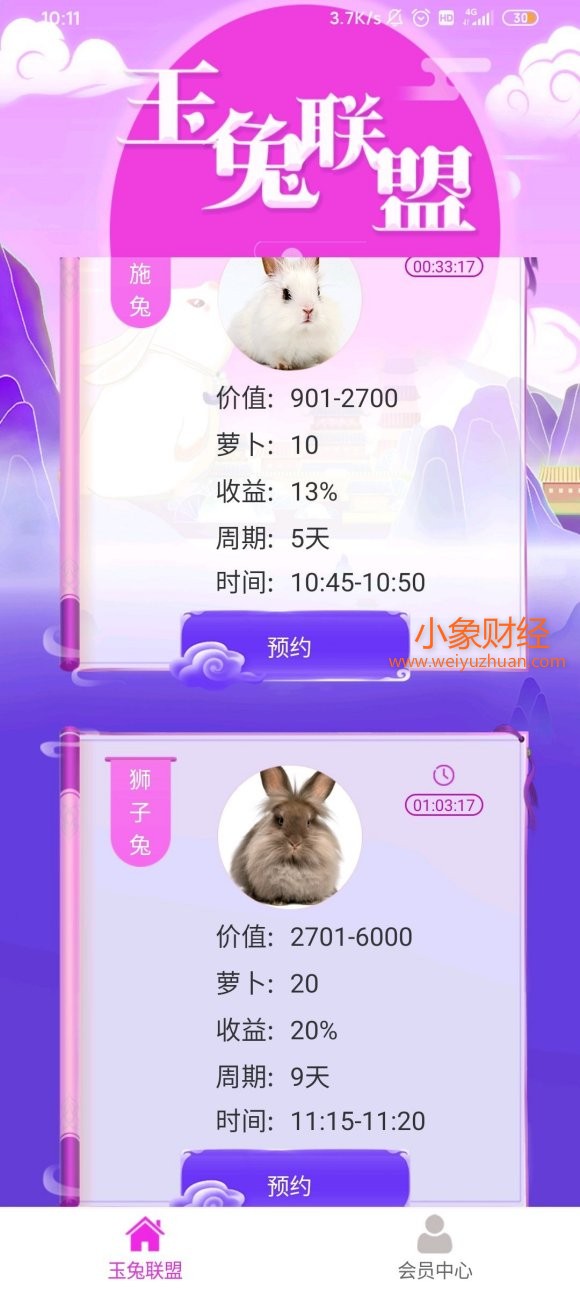 10:11 3.7K/s HD 4G 30
玉兔联盟
施兔
00:33:17
价值: 901-2700
萝卜: 10
收益: 13%
周期: 5天
时间: 10:45-10:50
预约
小象财经
www.weiyuzhuan.com
狮子兔
01:03:17
价值: 2701-6000
萝卜: 20
收益: 20%
周期: 9天
时间: 11:15-11:20
预约
玉兔联盟
会员中心